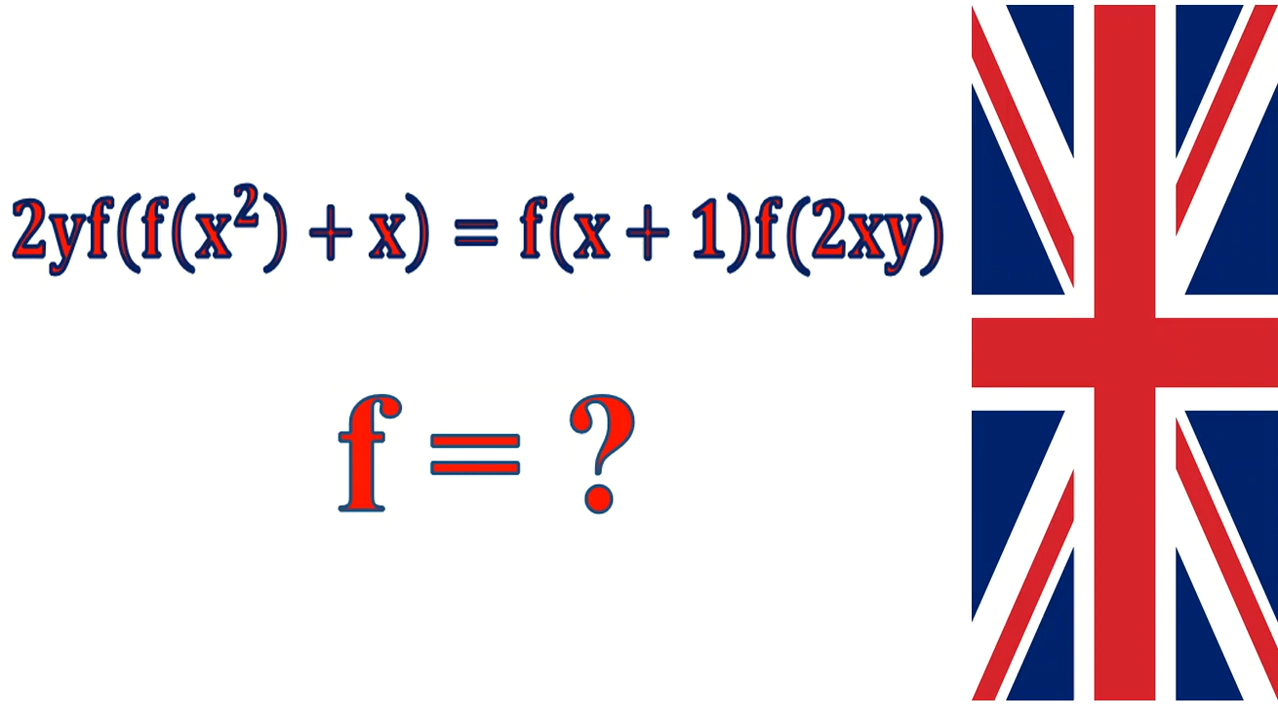 2yf(f(x²) + x) = f(x + 1)f(2xy)
f = ?